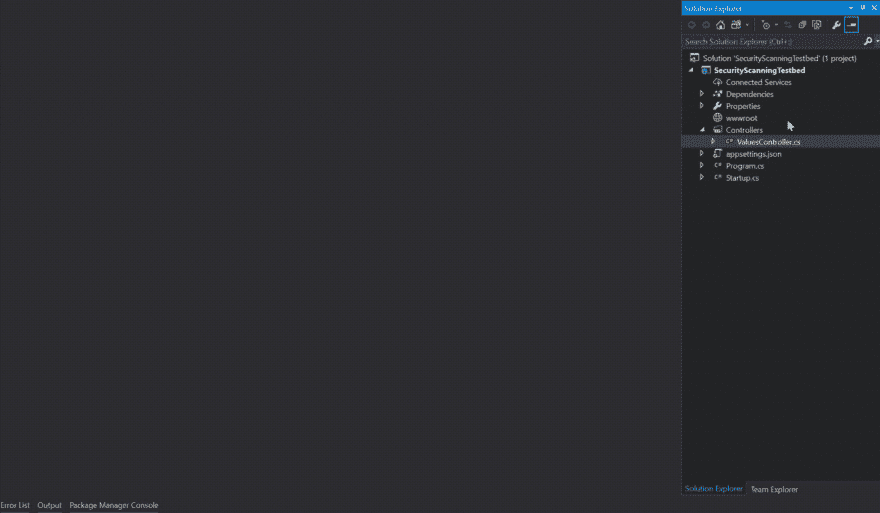 Solution Explorer
Search Solution Explorer (Ctrl+;)
Solution 'SecurityScanningTestbed' (1 project)
SecurityScanningTestbed
Connected Services
Dependencies
Properties
wwwroot
Controllers
C# ValuesController.cs
appsettings.json
C# Program.cs
C# Startup.cs
Solution Explorer Team Explorer
Error List Output Package Manager Console